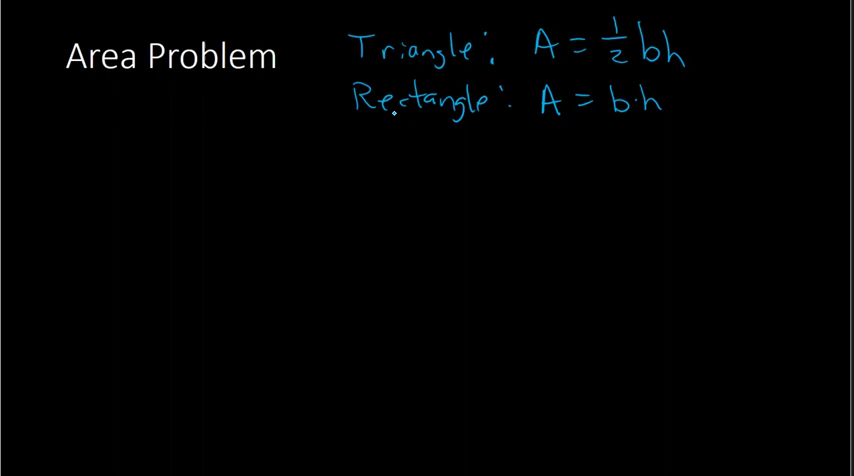 Area Problem
Triangle: A = 1/2 bh
Rectangle: A = b·h